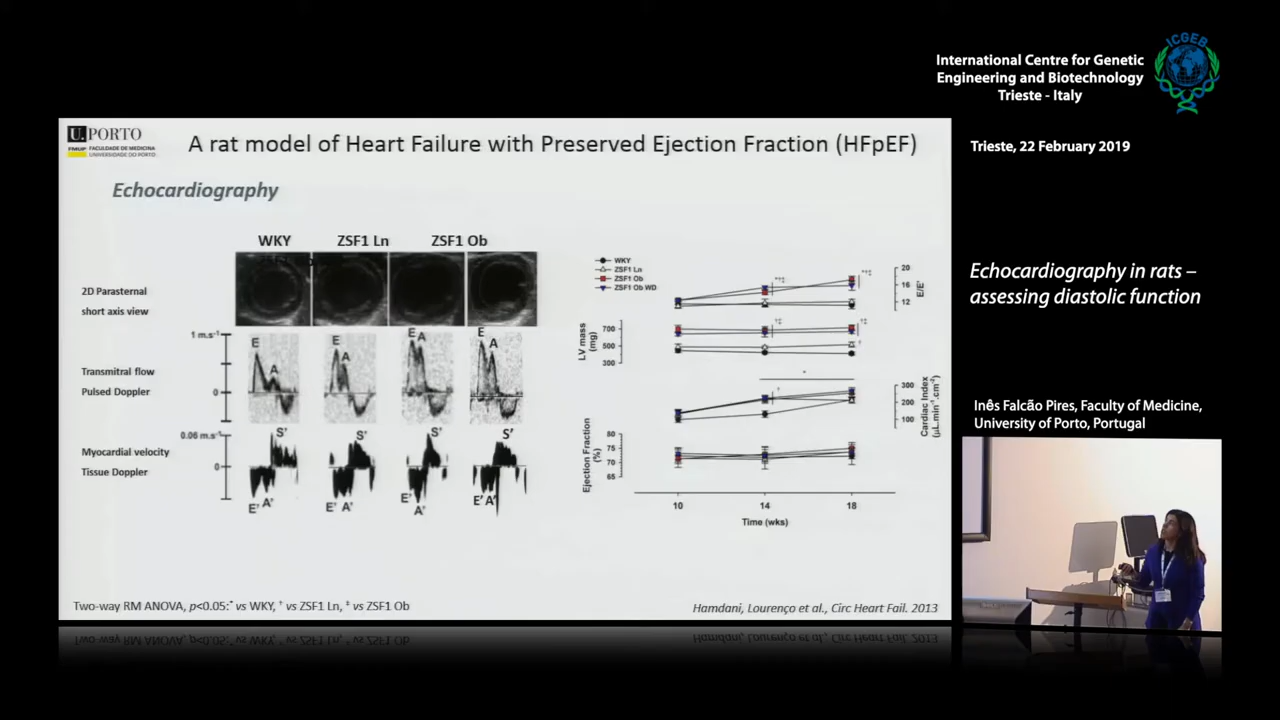 ICGEB
International Centre for Genetic
Engineering and Biotechnology
Trieste - Italy
Trieste, 22 February 2019
Echocardiography in rats –
assessing diastolic function
Inês Falcão Pires, Faculty of Medicine,
University of Porto, Portugal
U. PORTO
FMUP FACULDADE DE MEDICINA
UNIVERSIDADE DO PORTO
A rat model of Heart Failure with Preserved Ejection Fraction (HFpEF)
Echocardiography
WKY ZSF1 Ln ZSF1 Ob
2D Parasternal
short axis view
1 m.s⁻¹
E A E A E A E A
Transmitral flow
Pulsed Doppler
0
0.06 m.s⁻¹
S' S' S' S'
Myocardial velocity
Tissue Doppler
0
E' A' E' A' E' A' E' A'
WKY
ZSF1 Ln
ZSF1 Ob
ZSF1 Ob WD
20
16
12
E/E'
LV mass
(mg)
700
500
300
300
200
100
Cardiac Index
(µL.min⁻¹.cm⁻²)
Ejection Fraction
(%)
80
75
70
65
10 14 18
Time (wks)
Two-way RM ANOVA, p<0.05:* vs WKY, † vs ZSF1 Ln, ‡ vs ZSF1 Ob
Hamdani, Lourenço et al., Circ Heart Fail. 2013